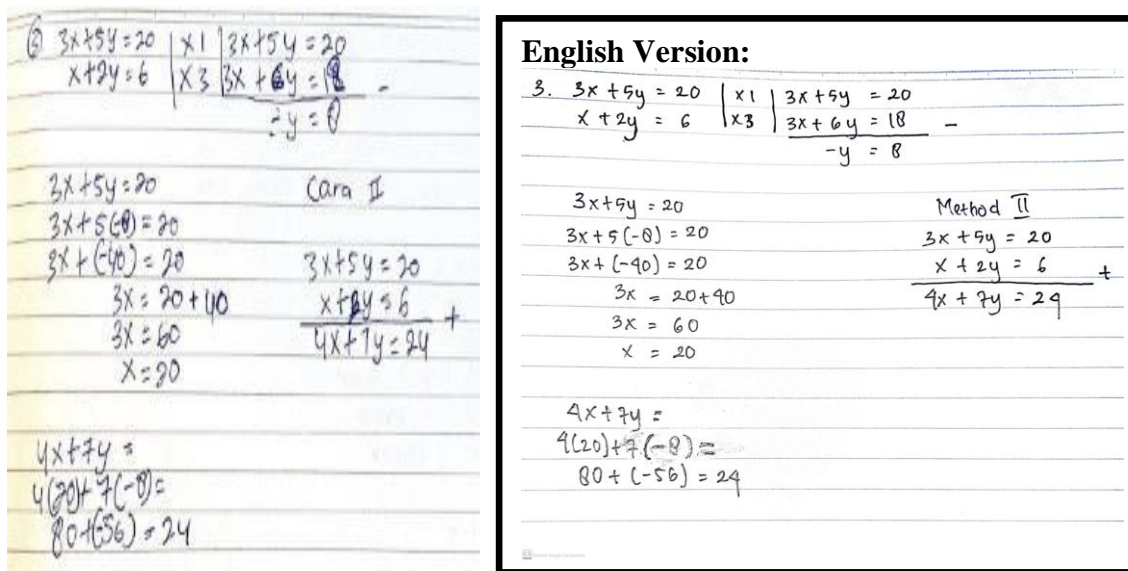 ③ 3x+5y=20 | x1 | 3x+5y=20
x+2y=6 | x3 | 3x+6y=18 -
-y=8
3x+5y=20
3x+5(-8)=20
3x+(-40)=20
3x=20+40
3x=60
x=20
Cara II
3x+5y=20
x+2y=6 +
4x+7y=24
4x+7y=
4(20)+7(-8)=
80+(-56)=24
English Version:
3. 3x+5y = 20 | x1 | 3x+5y = 20
x+2y = 6 | x3 | 3x+6y = 18 -
-y = 8
3x+5y = 20
3x+5(-8) = 20
3x+(-40) = 20
3x = 20+40
3x = 60
x = 20
Method II
3x+5y = 20
x+2y = 6 +
4x+7y = 24
4x+7y =
4(20)+7(-8) =
80+(-56) = 24